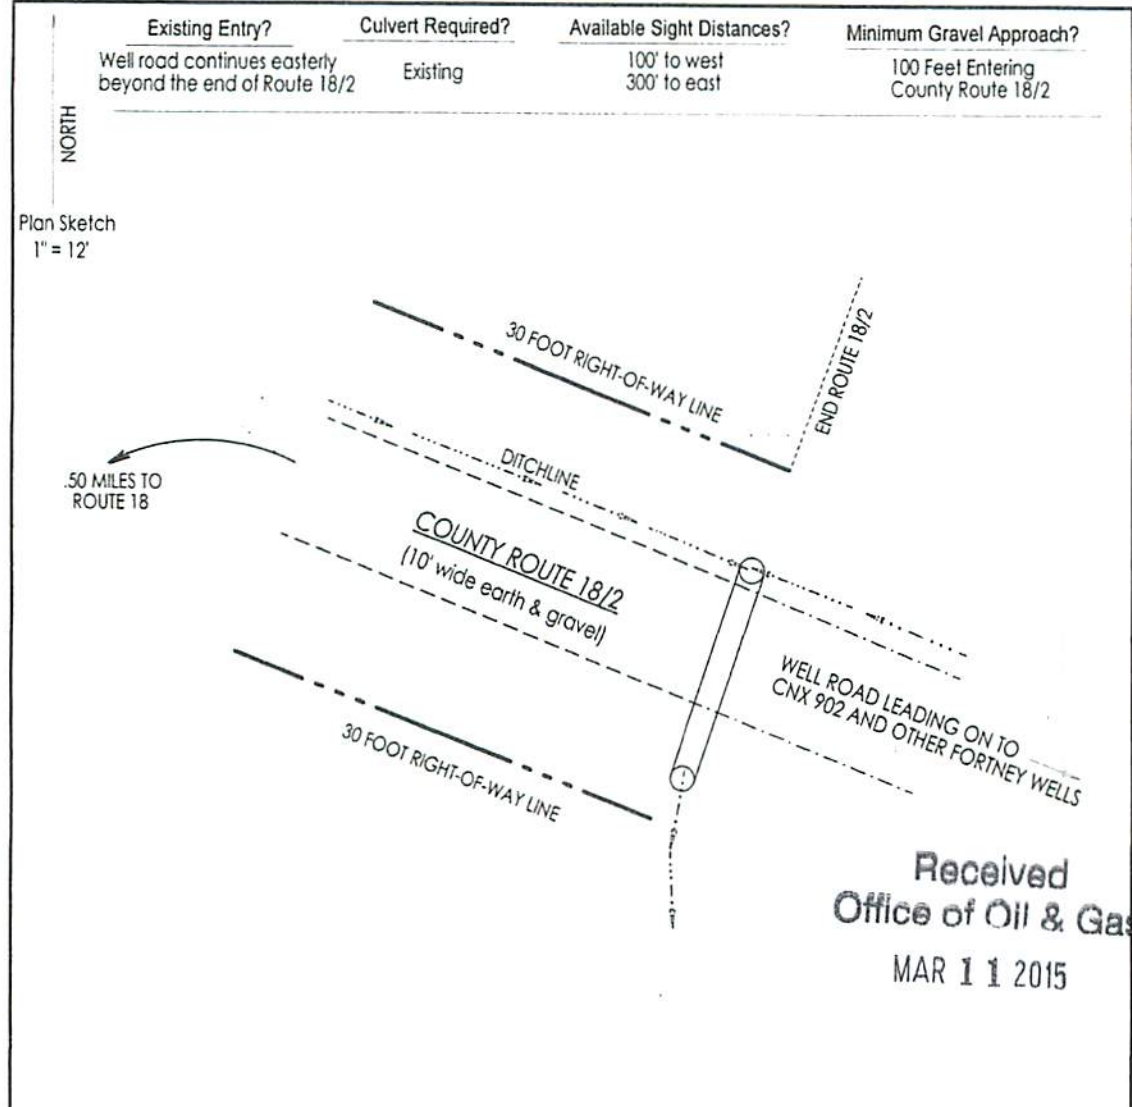 Existing Entry?
Well road continues easterly
beyond the end of Route 18/2
Culvert Required?
Existing
Available Sight Distances?
100' to west
300' to east
Minimum Gravel Approach?
100 Feet Entering
County Route 18/2
NORTH
Plan Sketch
1" = 12'
30 FOOT RIGHT-OF-WAY LINE
END ROUTE 18/2
.50 MILES TO
ROUTE 18
DITCHLINE
COUNTY ROUTE 18/2
(10' wide earth & gravel)
WELL ROAD LEADING ON TO
CNX 902 AND OTHER FORTNEY WELLS
30 FOOT RIGHT-OF-WAY LINE
Received
Office of Oil & Gas
MAR 11 2015